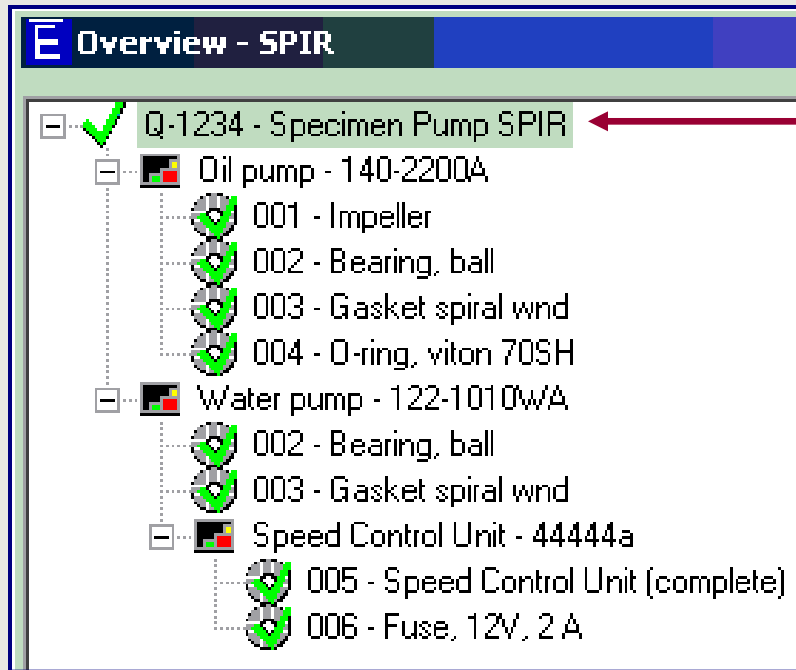 E Overview - SPIR
Q-1234 - Specimen Pump SPIR
Oil pump - 140-2200A
001 - Impeller
002 - Bearing, ball
003 - Gasket spiral wnd
004 - O-ring, viton 70SH
Water pump - 122-1010WA
002 - Bearing, ball
003 - Gasket spiral wnd
Speed Control Unit - 44444a
005 - Speed Control Unit (complete)
006 - Fuse, 12V, 2 A